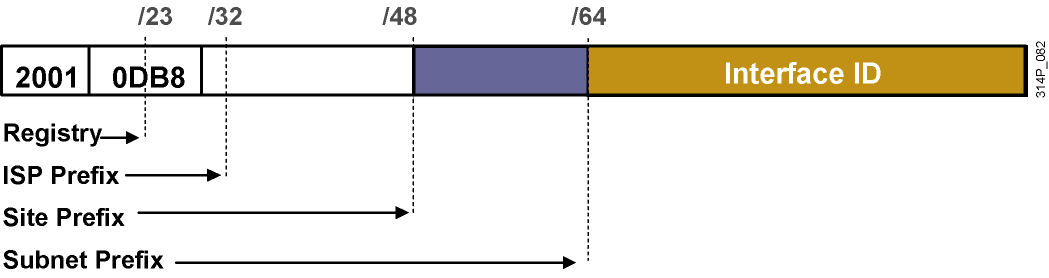 /23 /32 /48 /64
2001 0DB8 Interface ID
314P_082
Registry
ISP Prefix
Site Prefix
Subnet Prefix